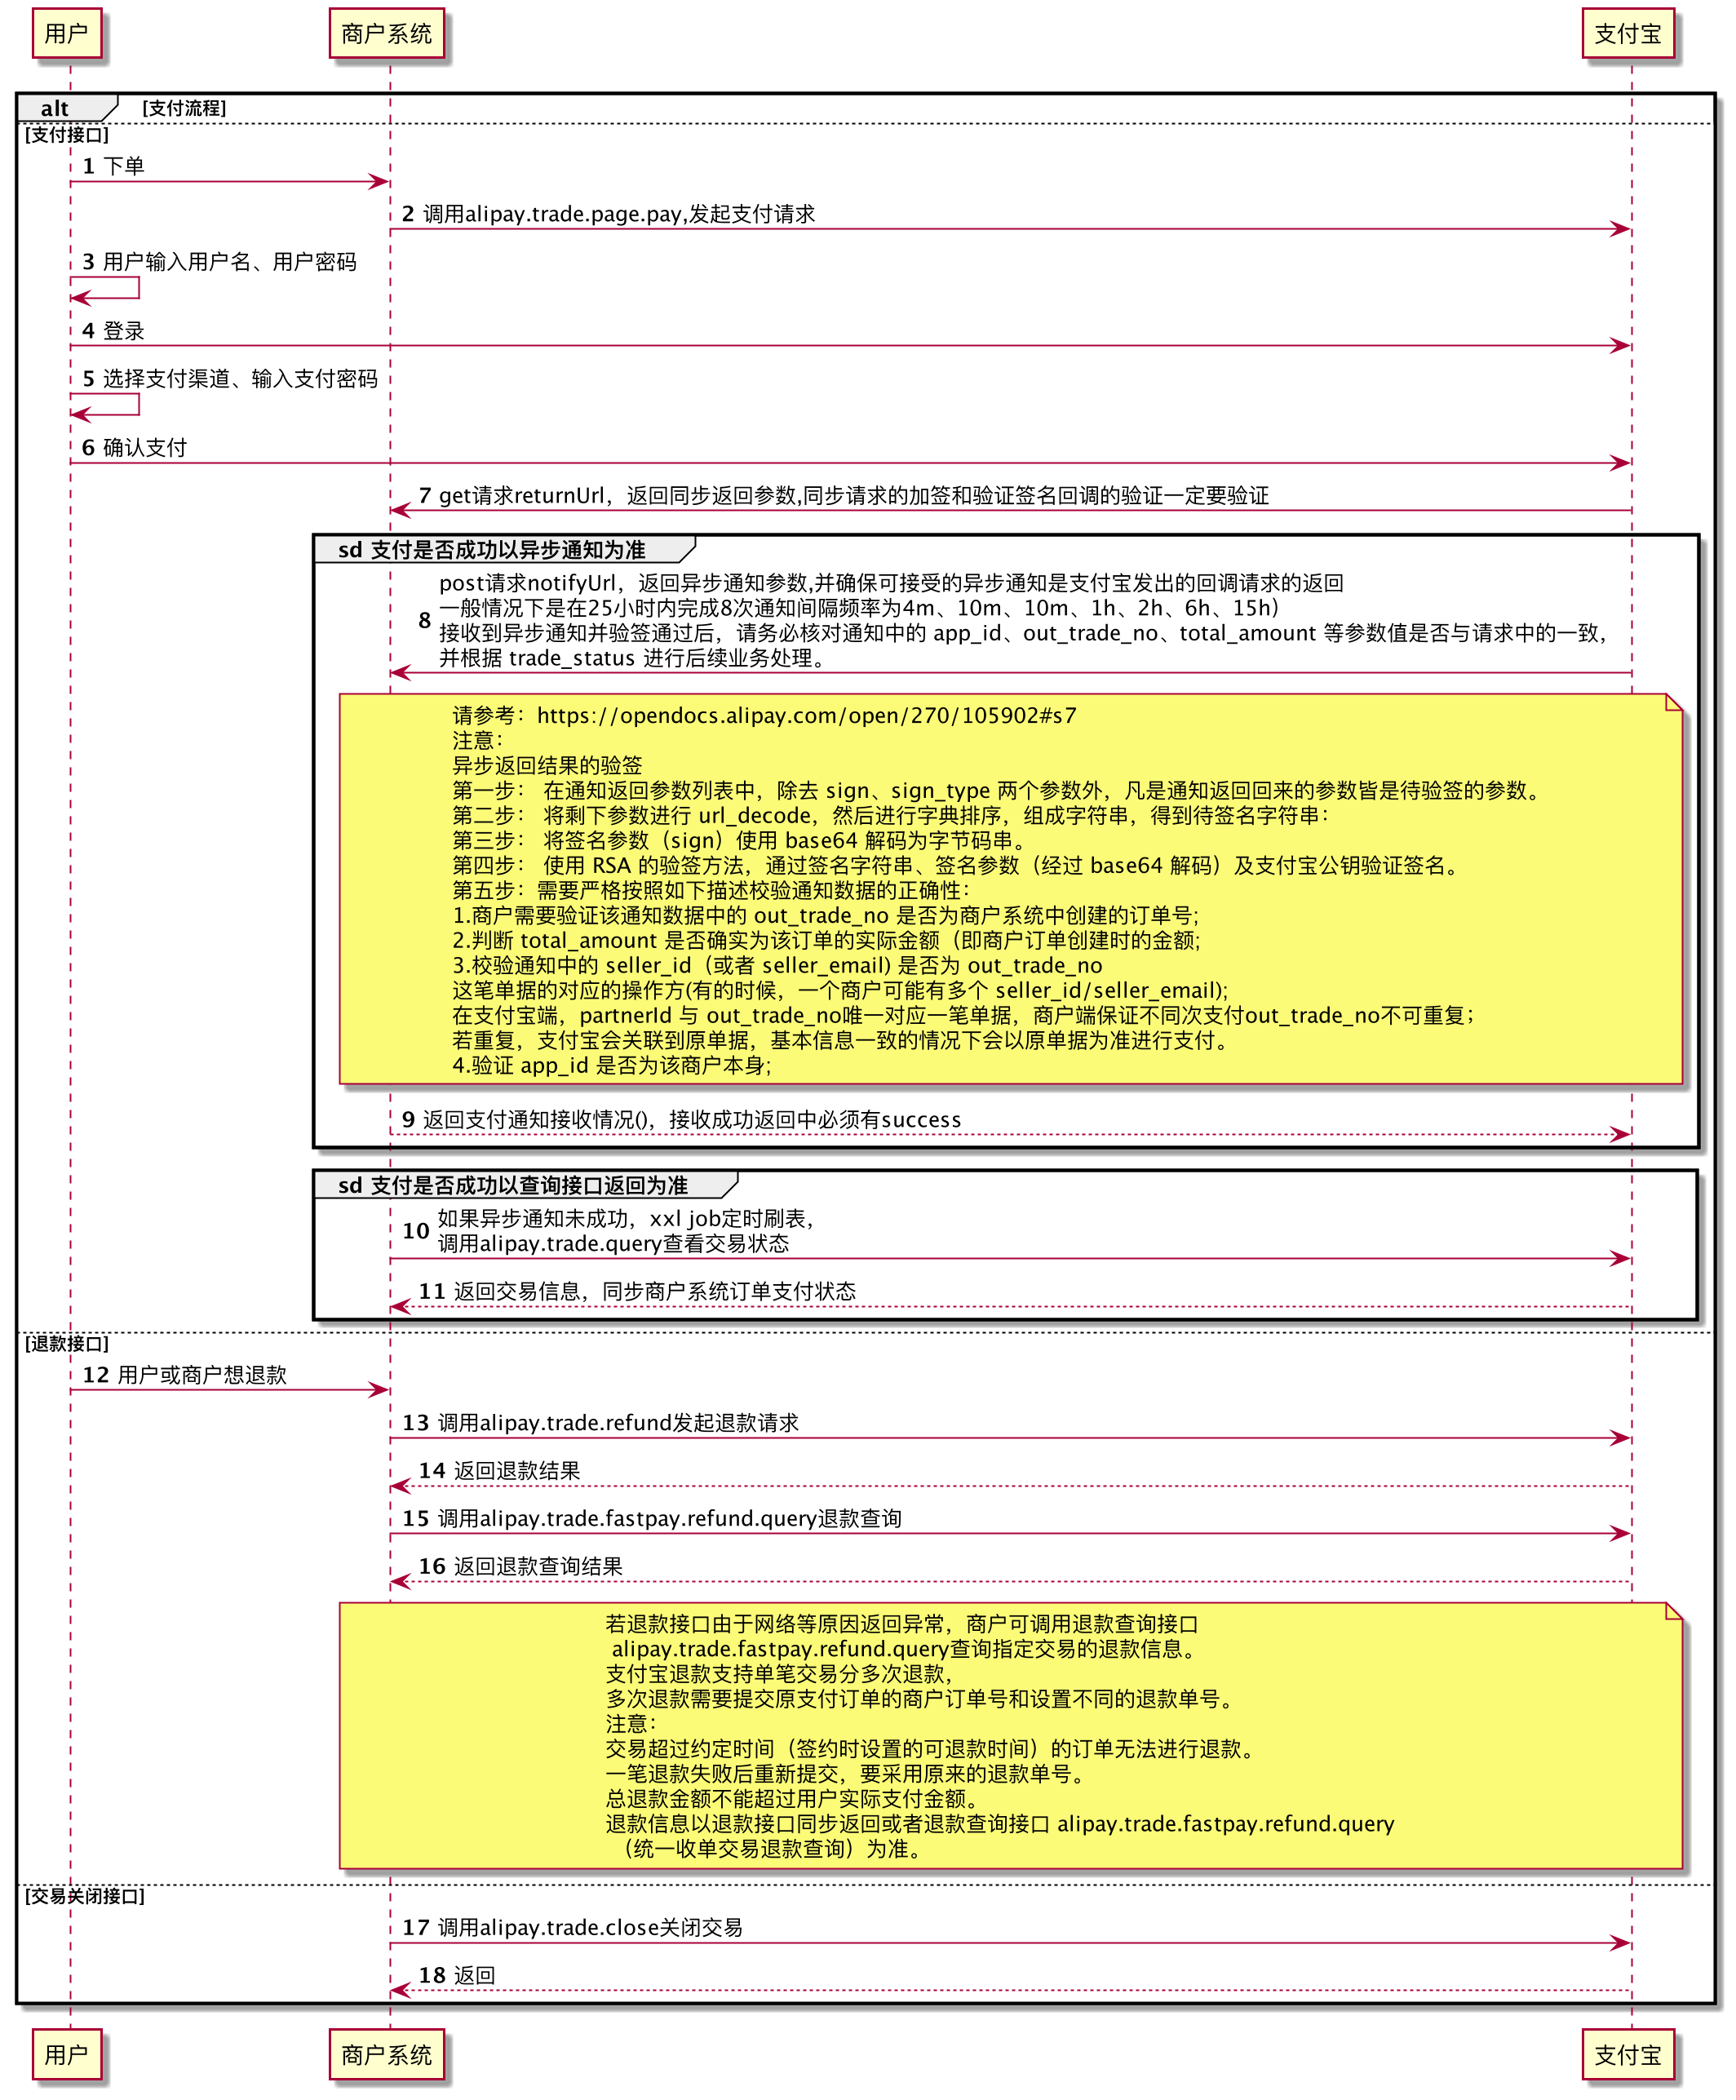 用户
商户系统
支付宝
alt [支付流程]
[支付接口]
1 下单
2 调用alipay.trade.page.pay,发起支付请求
3 用户输入用户名、用户密码
4 登录
5 选择支付渠道、输入支付密码
6 确认支付
7 get请求returnUrl，返回同步返回参数,同步请求的加签和验证签名回调的验证一定要验证
sd 支付是否成功以异步通知为准
post请求notifyUrl，返回异步通知参数,并确保可接受的异步通知是支付宝发出的回调请求的返回
一般情况下是在25小时内完成8次通知间隔频率为4m、10m、10m、1h、2h、6h、15h）
8
接收到异步通知并验签通过后，请务必核对通知中的 app_id、out_trade_no、total_amount 等参数值是否与请求中的一致，
并根据 trade_status 进行后续业务处理。
请参考：https://opendocs.alipay.com/open/270/105902#s7
注意：
异步返回结果的验签
第一步： 在通知返回参数列表中，除去 sign、sign_type 两个参数外，凡是通知返回回来的参数皆是待验签的参数。
第二步： 将剩下参数进行 url_decode，然后进行字典排序，组成字符串，得到待签名字符串：
第三步： 将签名参数（sign）使用 base64 解码为字节码串。
第四步： 使用 RSA 的验签方法，通过签名字符串、签名参数（经过 base64 解码）及支付宝公钥验证签名。
第五步：需要严格按照如下描述校验通知数据的正确性：
1.商户需要验证该通知数据中的 out_trade_no 是否为商户系统中创建的订单号;
2.判断 total_amount 是否确实为该订单的实际金额（即商户订单创建时的金额;
3.校验通知中的 seller_id（或者 seller_email) 是否为 out_trade_no
这笔单据的对应的操作方(有的时候，一个商户可能有多个 seller_id/seller_email);
在支付宝端，partnerId 与 out_trade_no唯一对应一笔单据，商户端保证不同次支付out_trade_no不可重复；
若重复，支付宝会关联到原单据，基本信息一致的情况下会以原单据为准进行支付。
4.验证 app_id 是否为该商户本身;
9 返回支付通知接收情况()，接收成功返回中必须有success
sd 支付是否成功以查询接口返回为准
10 如果异步通知未成功，xxl job定时刷表，
调用alipay.trade.query查看交易状态
11 返回交易信息，同步商户系统订单支付状态
[退款接口]
12 用户或商户想退款
13 调用alipay.trade.refund发起退款请求
14 返回退款结果
15 调用alipay.trade.fastpay.refund.query退款查询
16 返回退款查询结果
若退款接口由于网络等原因返回异常，商户可调用退款查询接口
alipay.trade.fastpay.refund.query查询指定交易的退款信息。
支付宝退款支持单笔交易分多次退款，
多次退款需要提交原支付订单的商户订单号和设置不同的退款单号。
注意：
交易超过约定时间（签约时设置的可退款时间）的订单无法进行退款。
一笔退款失败后重新提交，要采用原来的退款单号。
总退款金额不能超过用户实际支付金额。
退款信息以退款接口同步返回或者退款查询接口 alipay.trade.fastpay.refund.query
（统一收单交易退款查询）为准。
[交易关闭接口]
17 调用alipay.trade.close关闭交易
18 返回
用户
商户系统
支付宝